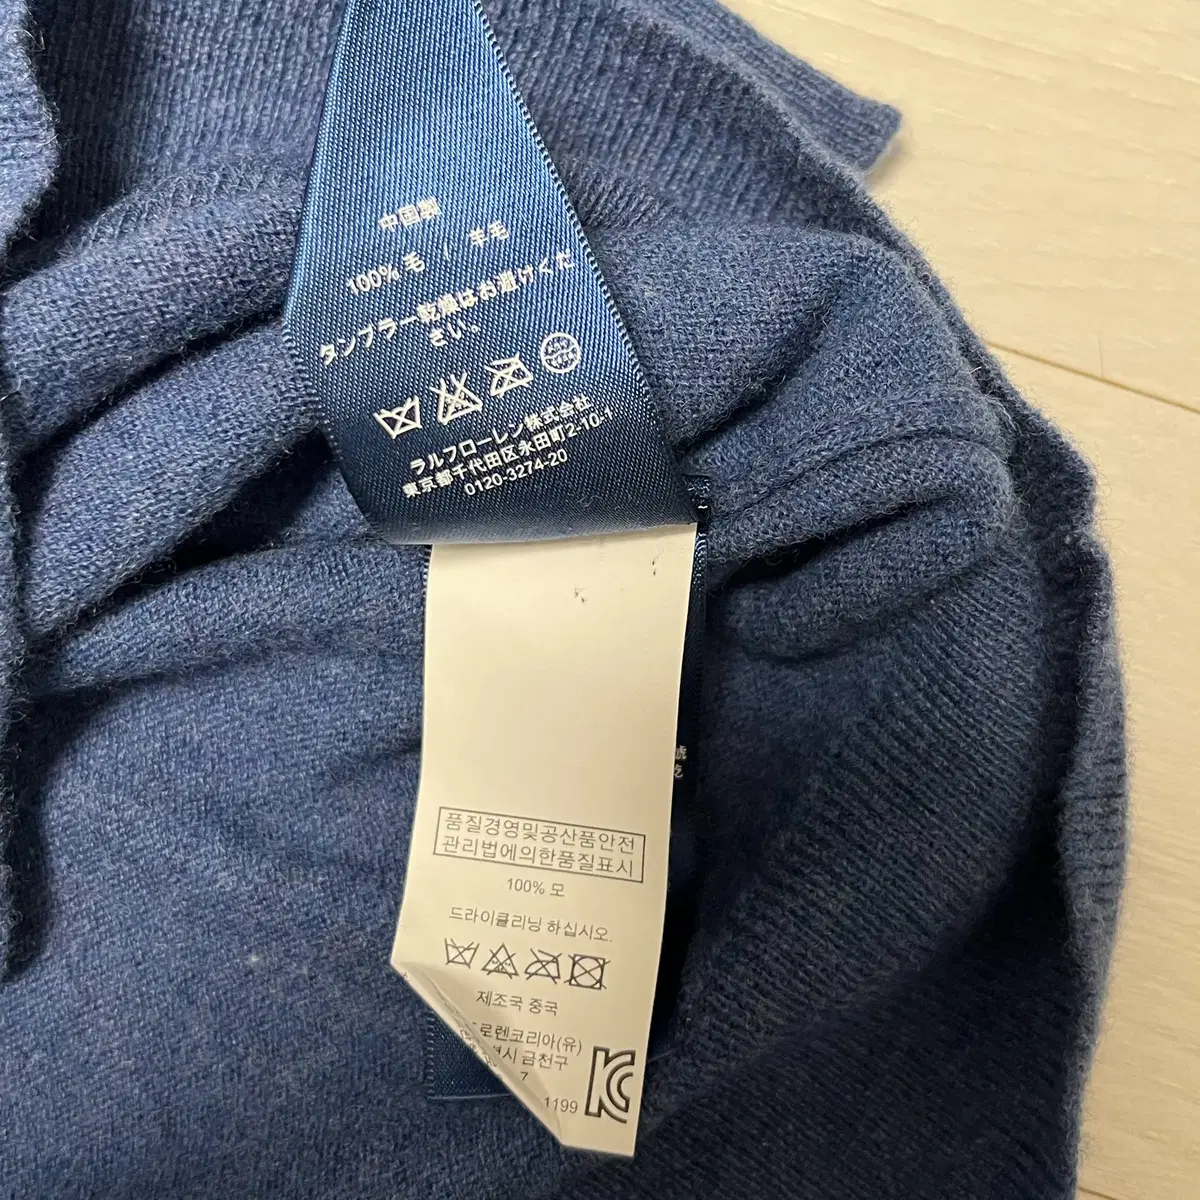 中国製
100% 毛 / 羊毛
タンブラー乾燥はお避けくだ
さい。
ラルフローレン株式会社
東京都千代田区永田町2-10-1
0120-3274-20
품질경영및공산품안전
관리법에의한품질표시
100% 모
드라이클리닝 하십시오.
제조국 중국
로렌코리아(유)
시 금천구
7
1199